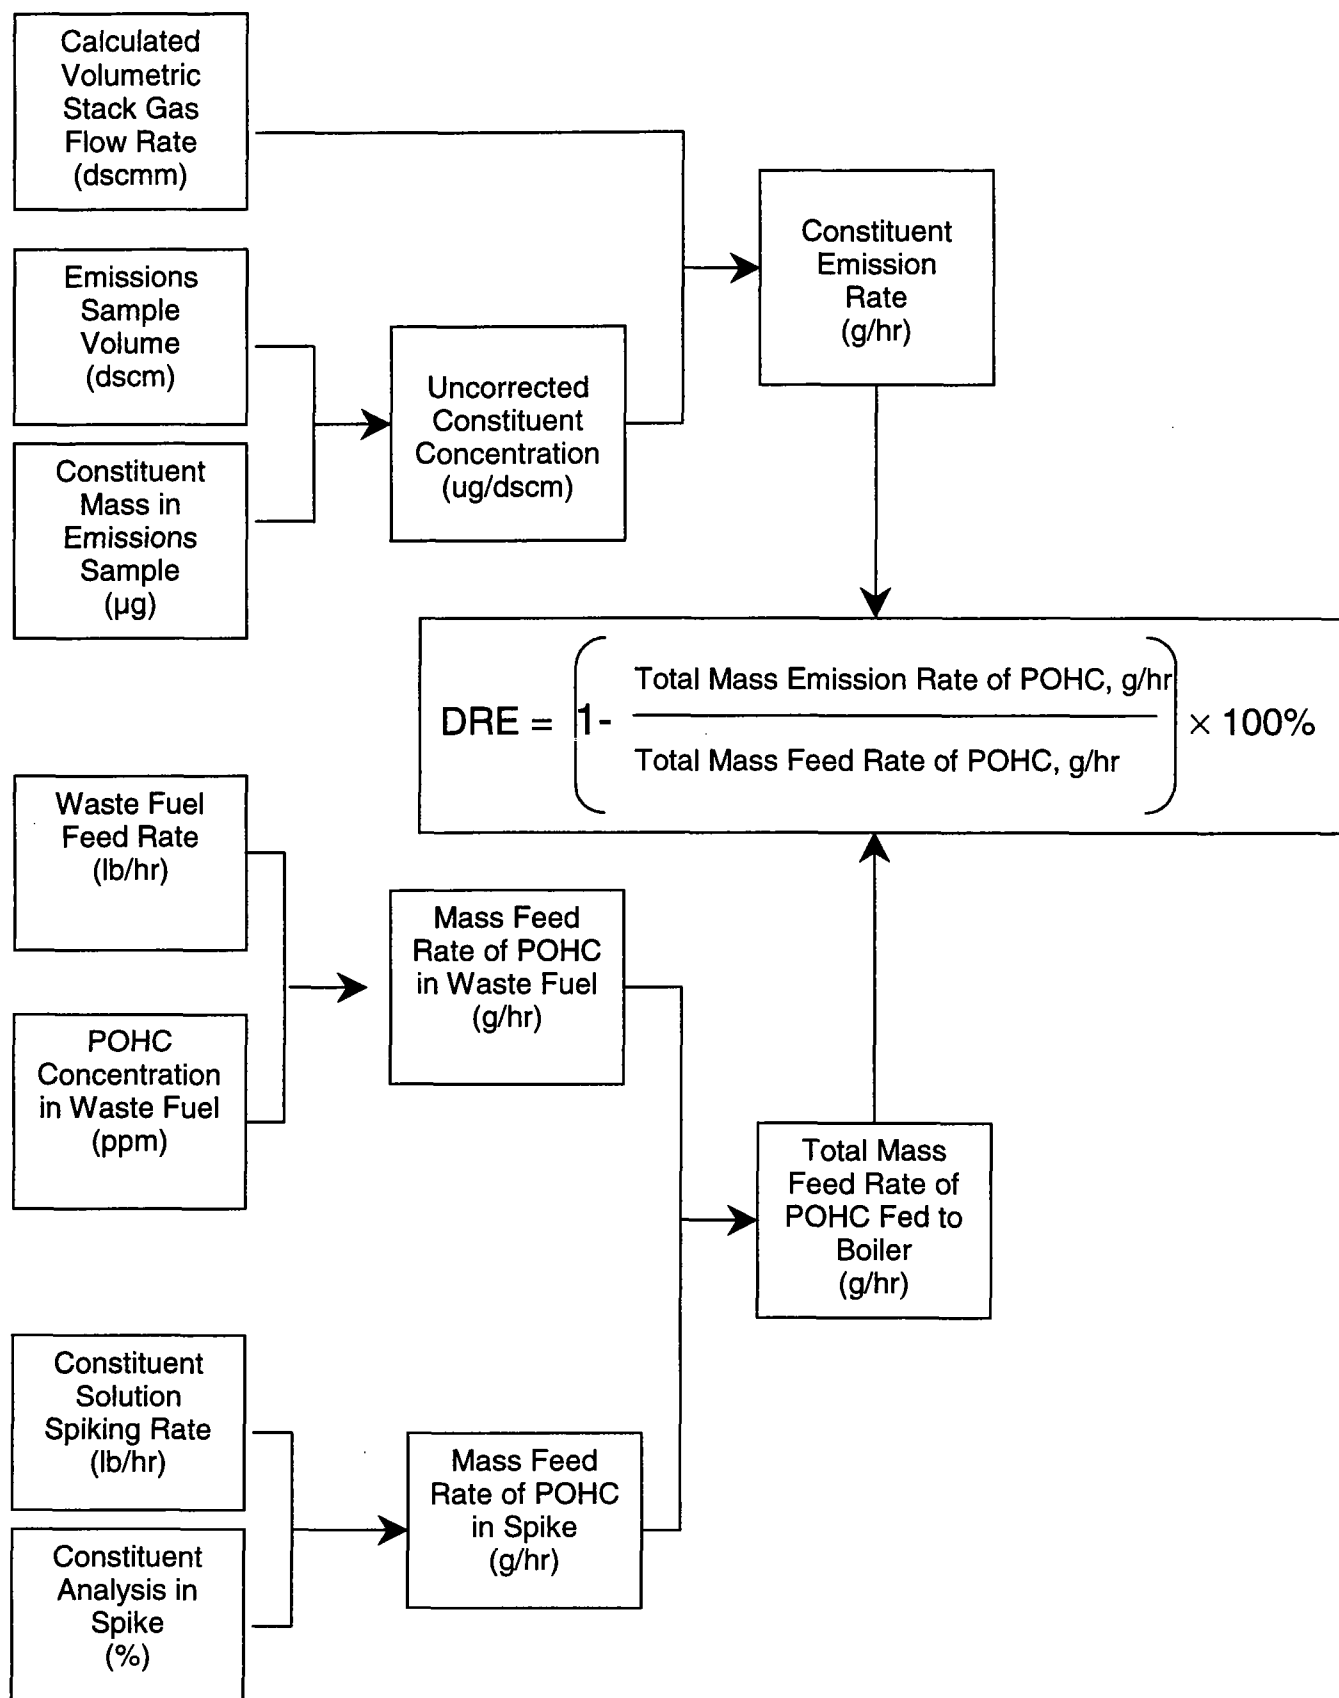 Calculated
Volumetric
Stack Gas
Flow Rate
(dscmm)
Emissions
Sample
Volume
(dscm)
Constituent
Mass in
Emissions
Sample
(µg)
Uncorrected
Constituent
Concentration
(ug/dscm)
Constituent
Emission
Rate
(g/hr)
DRE = (1- Total Mass Emission Rate of POHC, g/hr
Total Mass Feed Rate of POHC, g/hr) × 100%
Waste Fuel
Feed Rate
(lb/hr)
POHC
Concentration
in Waste Fuel
(ppm)
Mass Feed
Rate of POHC
in Waste Fuel
(g/hr)
Total Mass
Feed Rate of
POHC Fed to
Boiler
(g/hr)
Constituent
Solution
Spiking Rate
(lb/hr)
Constituent
Analysis in
Spike
(%)
Mass Feed
Rate of POHC
in Spike
(g/hr)